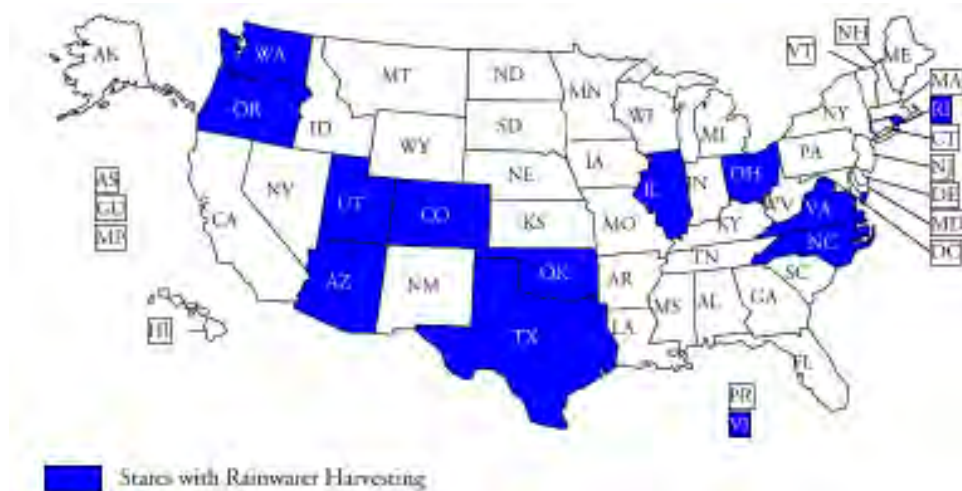 AK
WA
OR
ID
MT
WY
ND
SD
NE
KS
MN
IA
MO
WI
MI
IL
IN
OH
KY
TN
WV
VA
NC
SC
GA
AL
MS
AR
LA
FL
PA
NY
ME
VT
NH
MA
RI
CT
NJ
DE
MD
DC
NV
CA
UT
CO
AZ
NM
OK
TX
AS
GU
MP
HI
PR
VI
States with Rainwater Harvesting